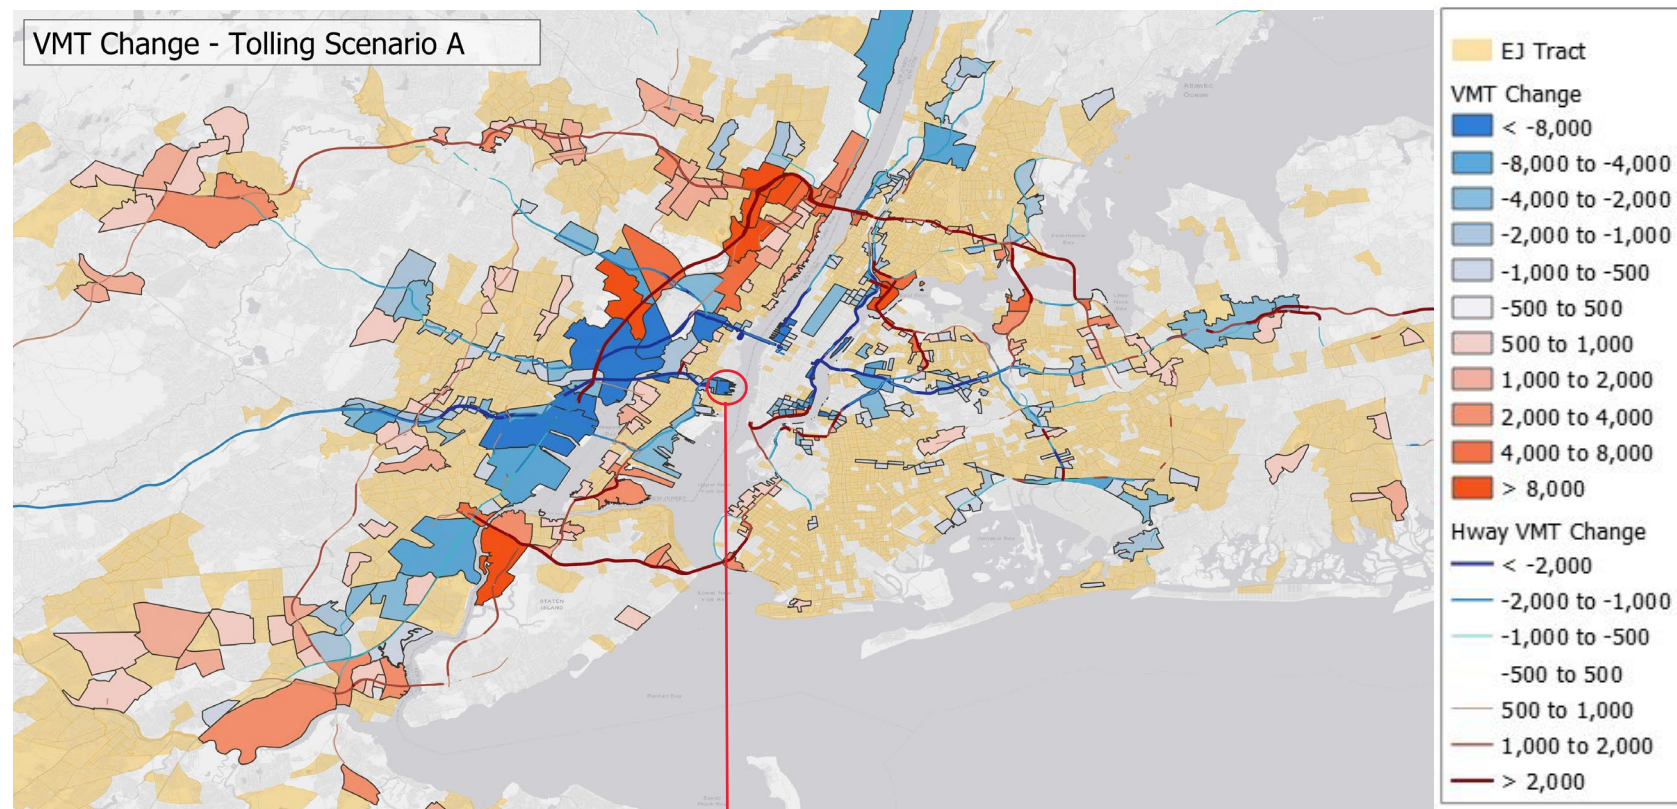 VMT Change - Tolling Scenario A
EJ Tract
VMT Change
< -8,000
-8,000 to -4,000
-4,000 to -2,000
-2,000 to -1,000
-1,000 to -500
-500 to 500
500 to 1,000
1,000 to 2,000
2,000 to 4,000
4,000 to 8,000
> 8,000
Hway VMT Change
< -2,000
-2,000 to -1,000
-1,000 to -500
-500 to 500
500 to 1,000
1,000 to 2,000
> 2,000
Atlantic
Ocean
STATEN
ISLAND